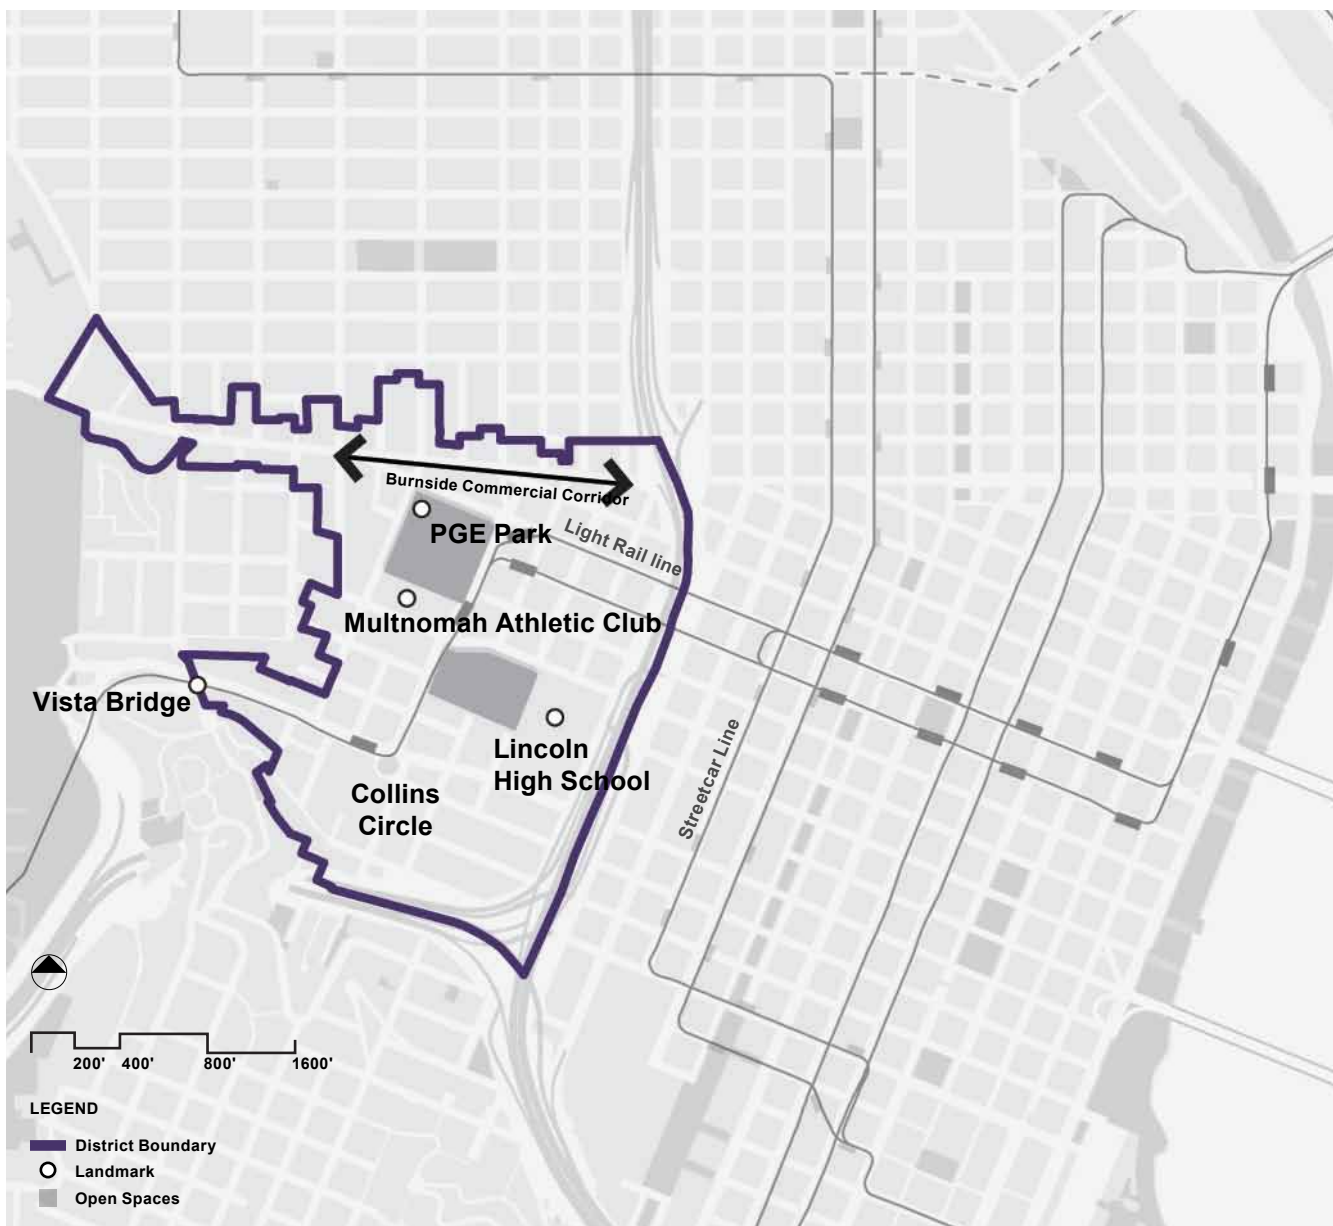 Burnside Commercial Corridor
PGE Park
Light Rail line
Multnomah Athletic Club
Vista Bridge
Lincoln
High School
Streetcar Line
Collins
Circle
200' 400' 800' 1600'
LEGEND
District Boundary
Landmark
Open Spaces